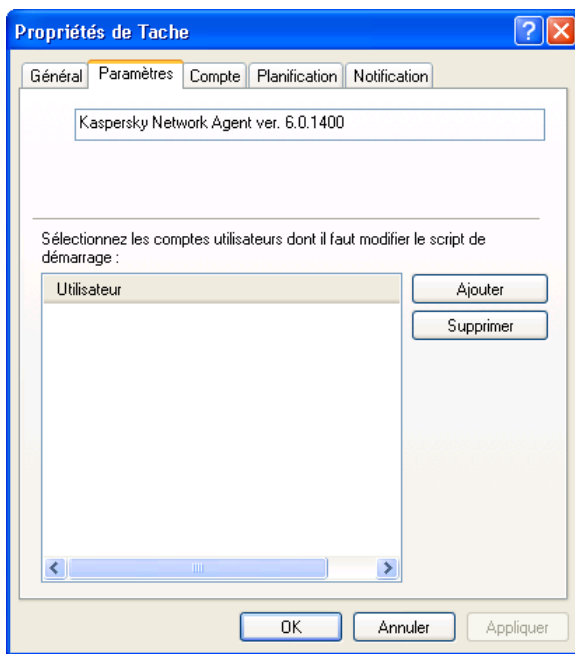 Propriétés de Tache
Général Paramètres Compte Planification Notification
Kaspersky Network Agent ver. 6.0.1400
Sélectionnez les comptes utilisateurs dont il faut modifier le script de
démarrage :
Utilisateur
Ajouter
Supprimer
OK Annuler Appliquer